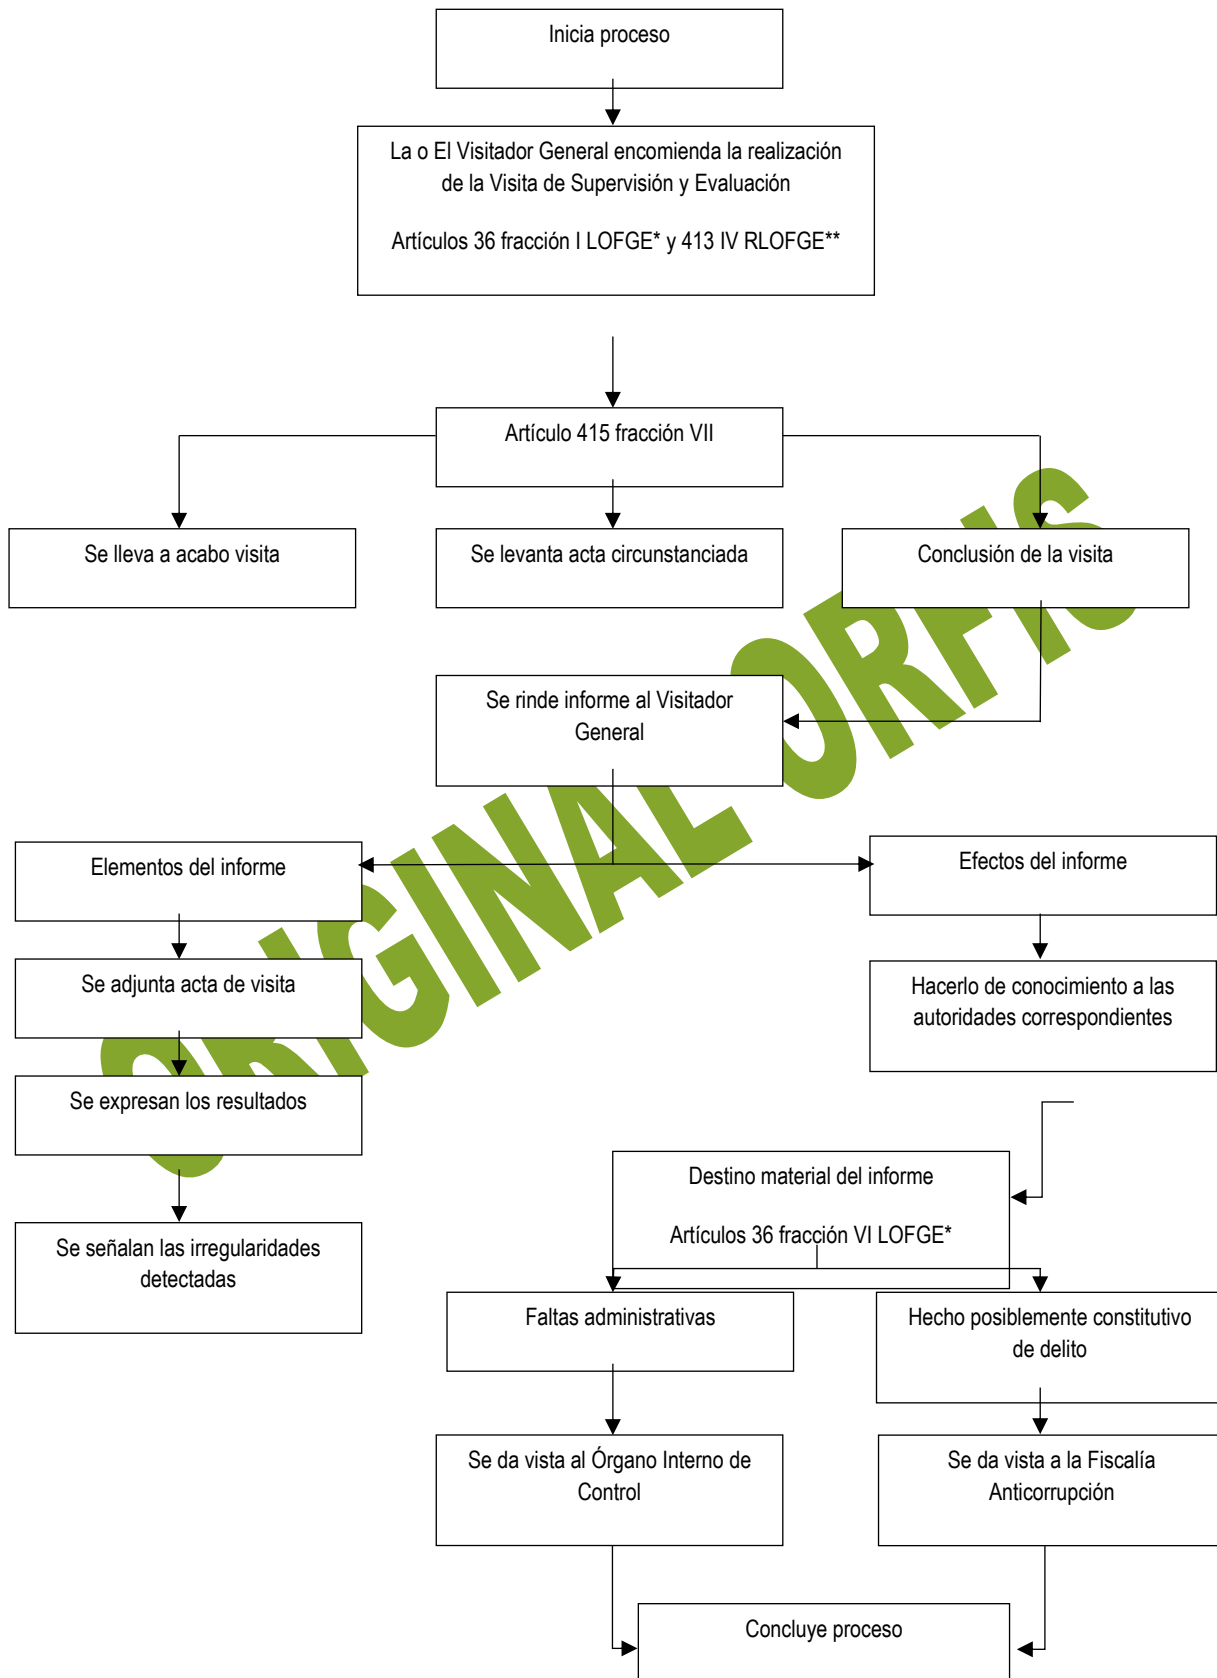 Inicia proceso
La o El Visitador General encomienda la realización
de la Visita de Supervisión y Evaluación
Artículos 36 fracción I LOFGE* y 413 IV RLOFGE**
Artículo 415 fracción VII
Se lleva a acabo visita
Se levanta acta circunstanciada
Conclusión de la visita
Se rinde informe al Visitador
General
Elementos del informe
Efectos del informe
Se adjunta acta de visita
Hacerlo de conocimiento a las
autoridades correspondientes
Se expresan los resultados
Destino material del informe
Artículos 36 fracción VI LOFGE*
Se señalan las irregularidades
detectadas
Faltas administrativas
Hecho posiblemente constitutivo
de delito
Se da vista al Órgano Interno de
Control
Se da vista a la Fiscalía
Anticorrupción
Concluye proceso
ORIGINAL ORFIS